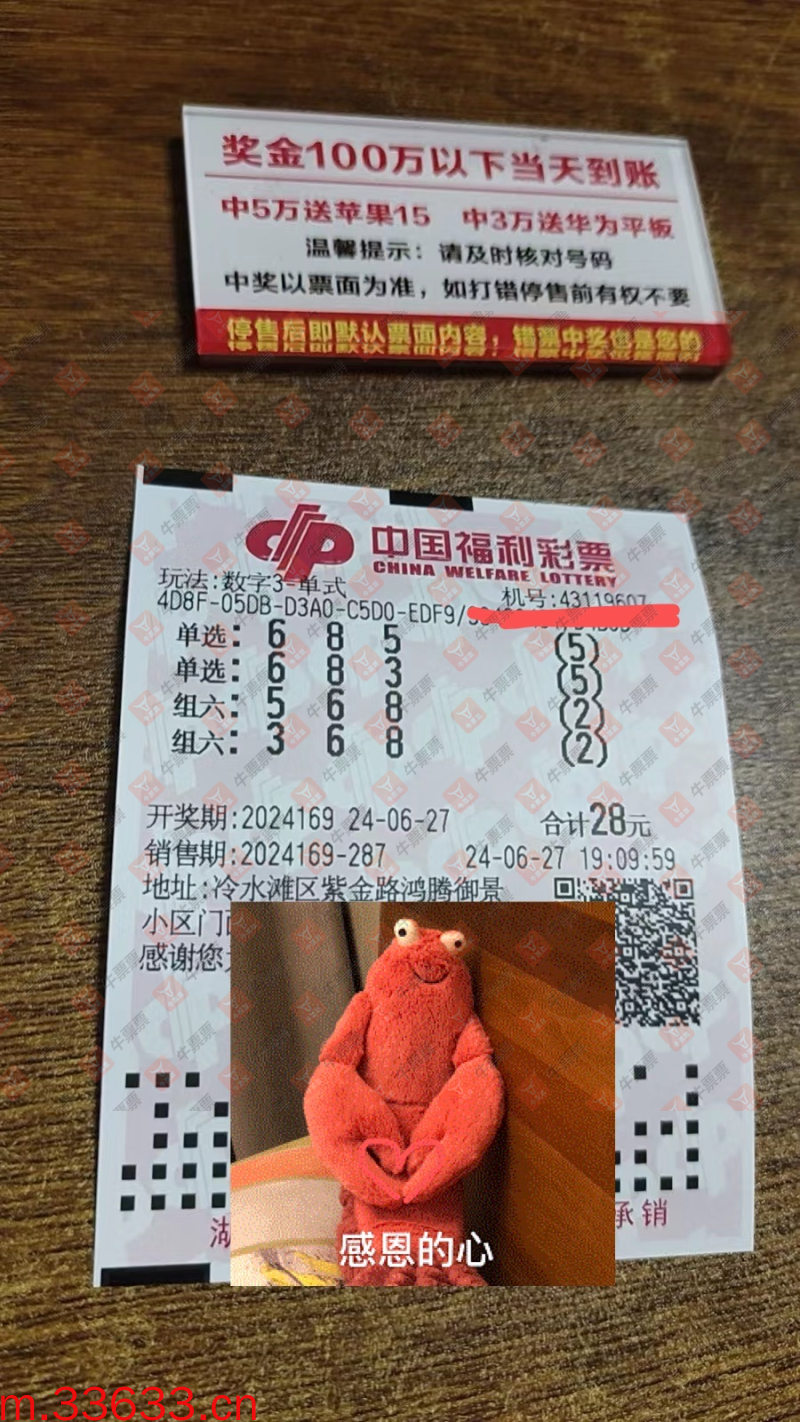 奖金100万以下当天到账
中5万送苹果15 中3万送华为平板
温馨提示：请及时核对号码
中奖以票面为准，如打错停售前有权不要
停售后即默认票面内容，错票中奖也是您的
中国福利彩票
CHINA WELFARE LOTTERY
玩法:数字3-单式
机号:43119607
4D8F-05DB-D3A0-C5D0-EDF9/
单选: 6 8 5 (5)
单选: 6 8 3 (5)
组六: 5 6 8 (2)
组六: 3 6 8 (2)
开奖期:2024169 24-06-27 合计28元
销售期:2024169-287 24-06-27 19:09:59
地址:冷水滩区紫金路鸿腾御景
小区门
感谢您
湖 承销
感恩的心
牛票票
m.33633.cn